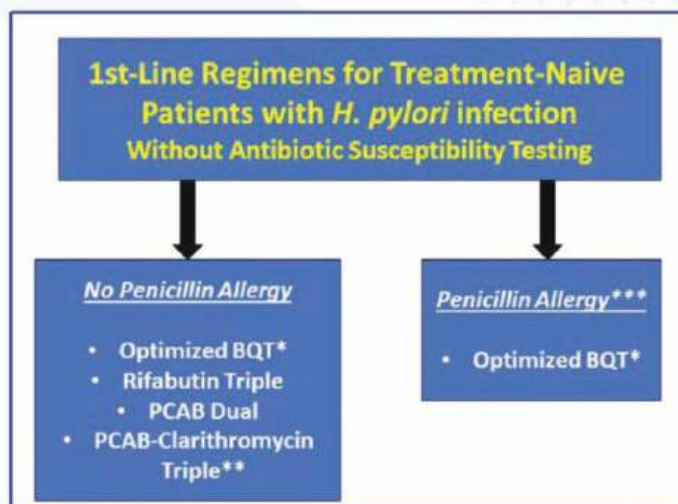 1st-Line Regimens for Treatment-Naive
Patients with H. pylori infection
Without Antibiotic Susceptibility Testing
No Penicillin Allergy
• Optimized BQT*
• Rifabutin Triple
• PCAB Dual
• PCAB-Clarithromycin
Triple**
Penicillin Allergy***
• Optimized BQT*